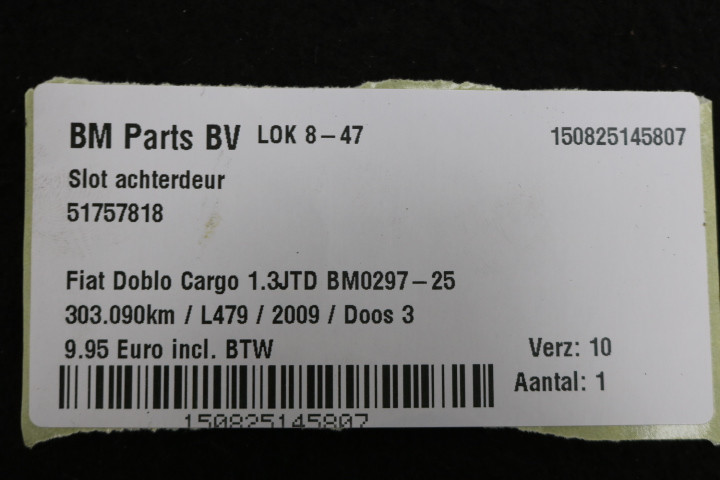 BM Parts BV LOK 8-47 150825145807
Slot achterdeur
51757818
Fiat Doblo Cargo 1.3JTD BM0297-25
303.090km / L479 / 2009 / Doos 3
9.95 Euro incl. BTW Verz: 10
Aantal: 1
150825145807